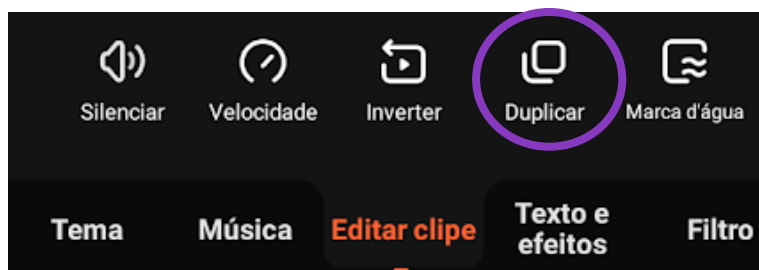 Silenciar
Velocidade
Inverter
Duplicar
Marca d'água
Tema
Música
Editar clipe
Texto e
efeitos
Filtro